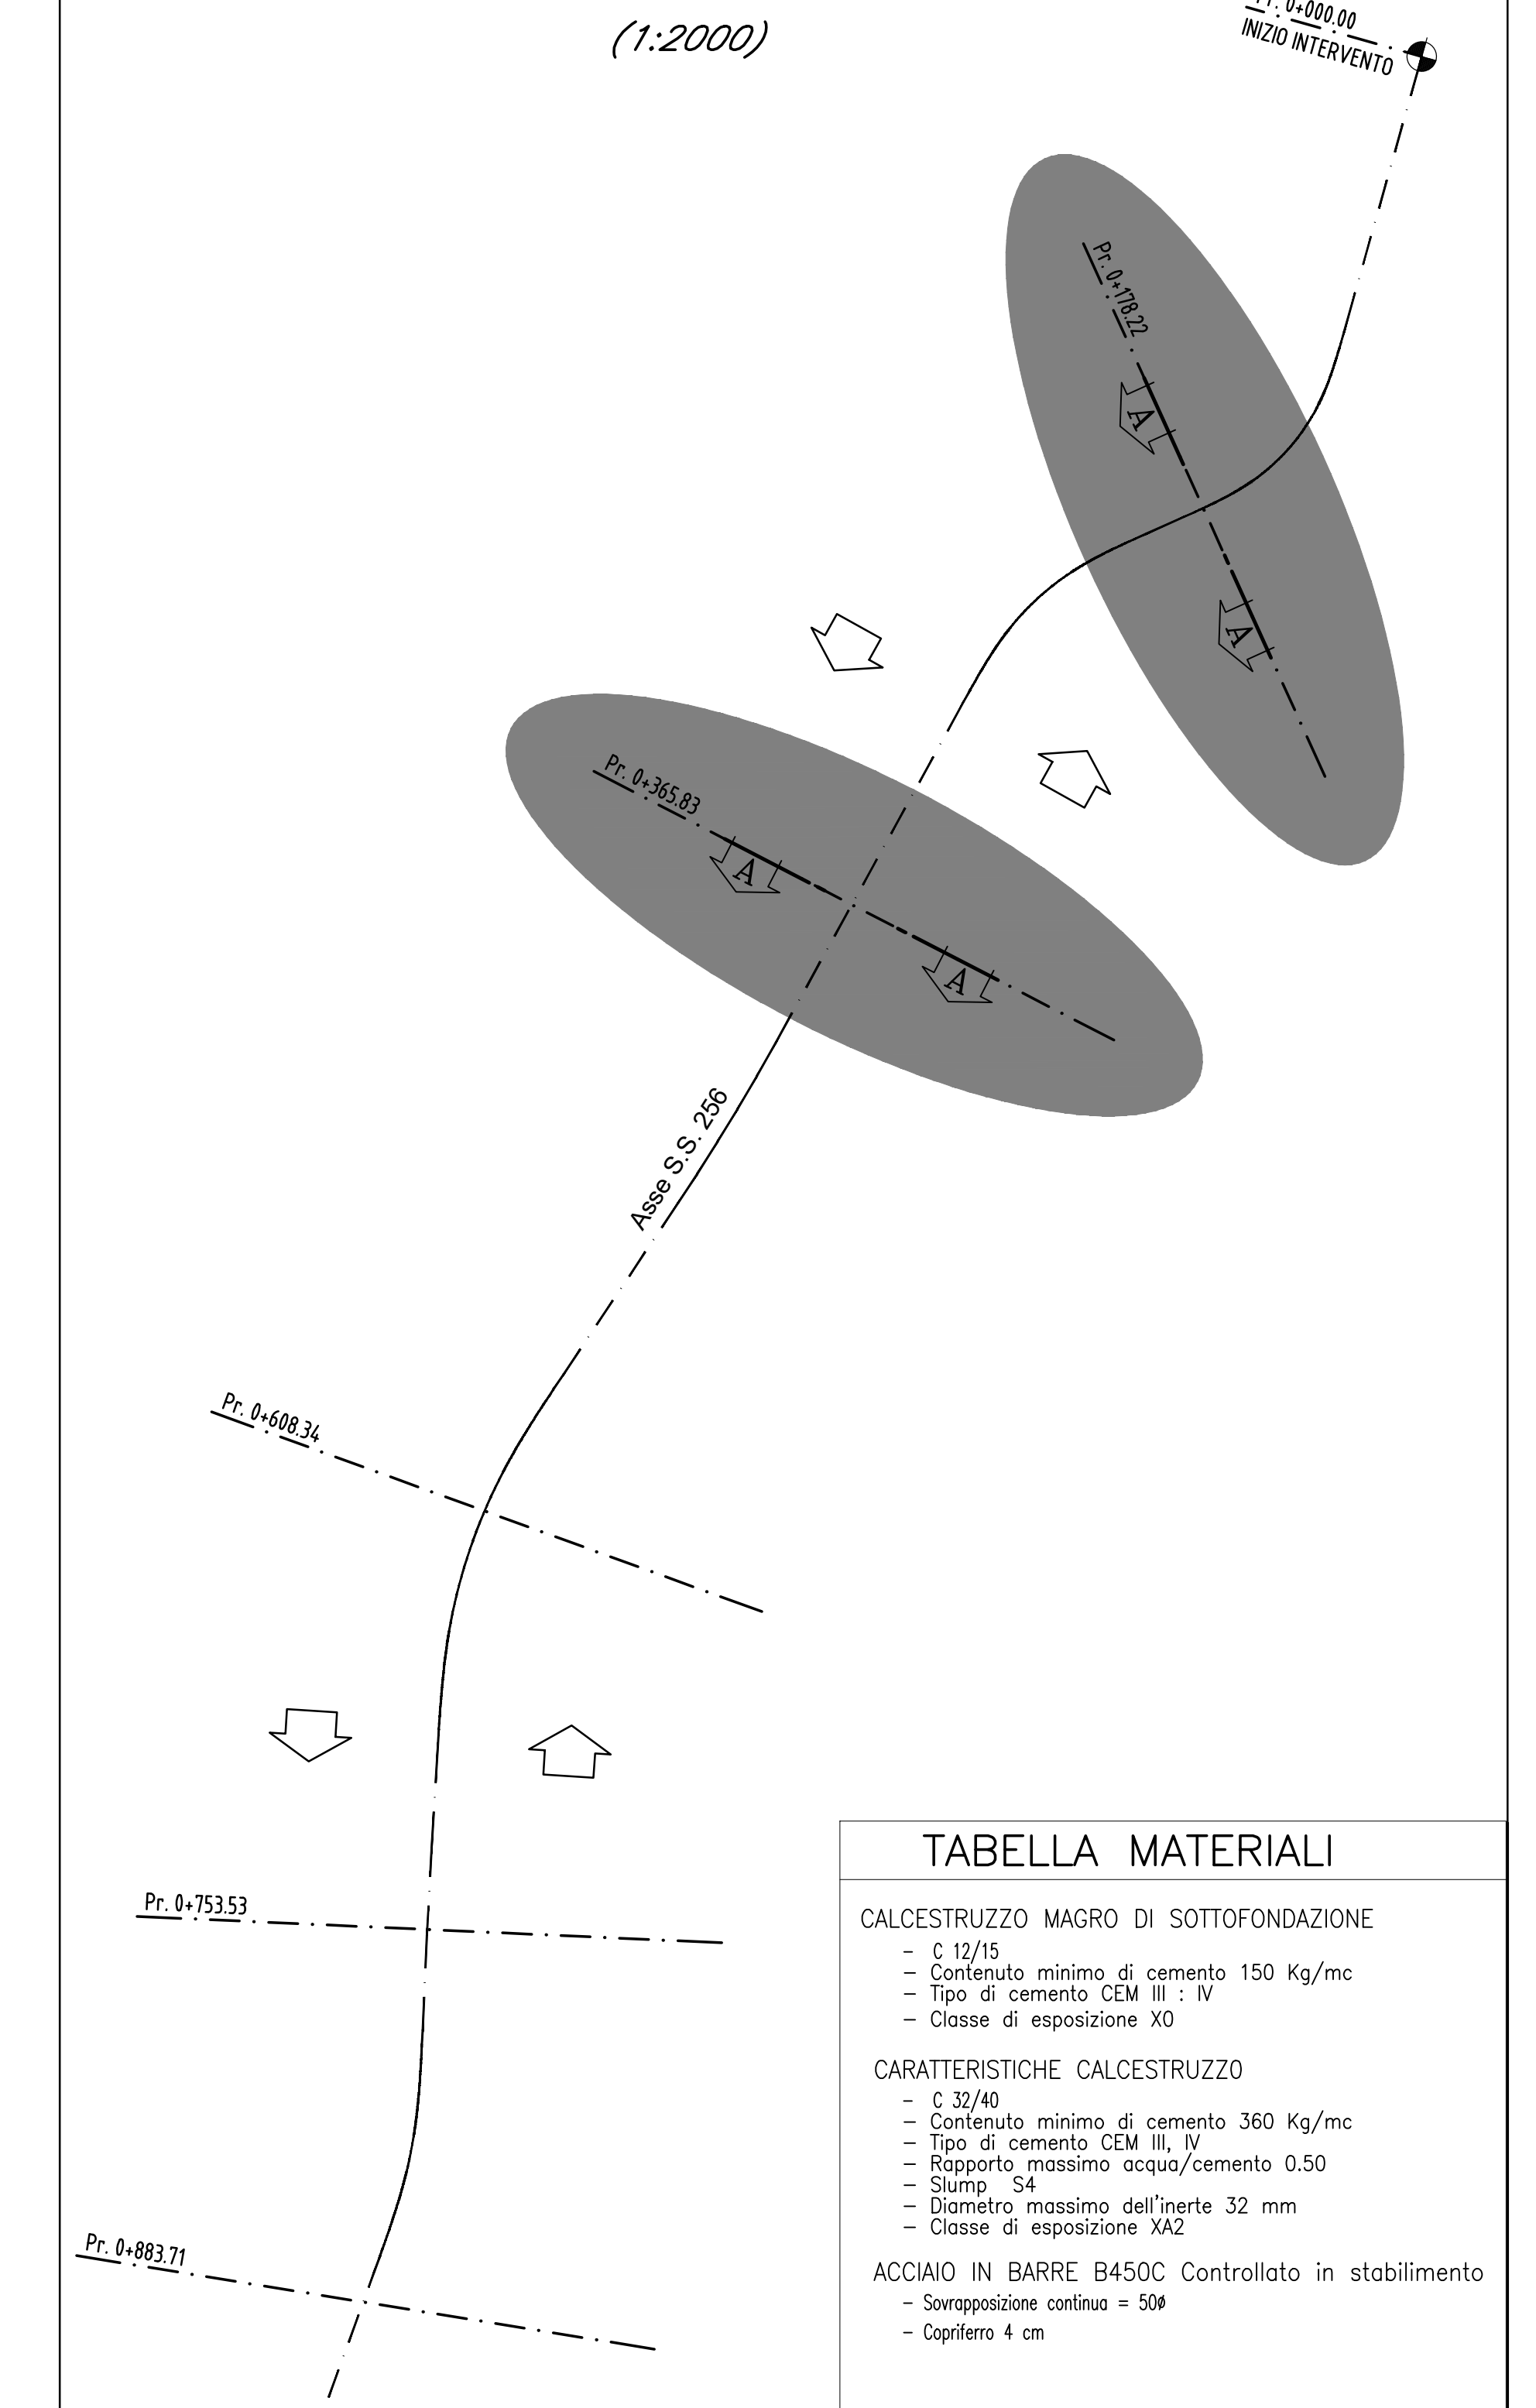 (1:2000)
Pr. 0+000.00
INIZIO INTERVENTO
Pr. 0+178.22
A
A
Pr. 0+365.83
A
A
Asse S.S. 256
Pr. 0+608.34
Pr. 0+753.53
Pr. 0+883.71
TABELLA MATERIALI
CALCESTRUZZO MAGRO DI SOTTOFONDAZIONE
- C 12/15
- Contenuto minimo di cemento 150 Kg/mc
- Tipo di cemento CEM III : IV
- Classe di esposizione X0
CARATTERISTICHE CALCESTRUZZO
- C 32/40
- Contenuto minimo di cemento 360 Kg/mc
- Tipo di cemento CEM III, IV
- Rapporto massimo acqua/cemento 0.50
- Slump S4
- Diametro massimo dell'inerte 32 mm
- Classe di esposizione XA2
ACCIAIO IN BARRE B450C Controllato in stabilimento
- Sovrapposizione continua = 50ø
- Copriferro 4 cm